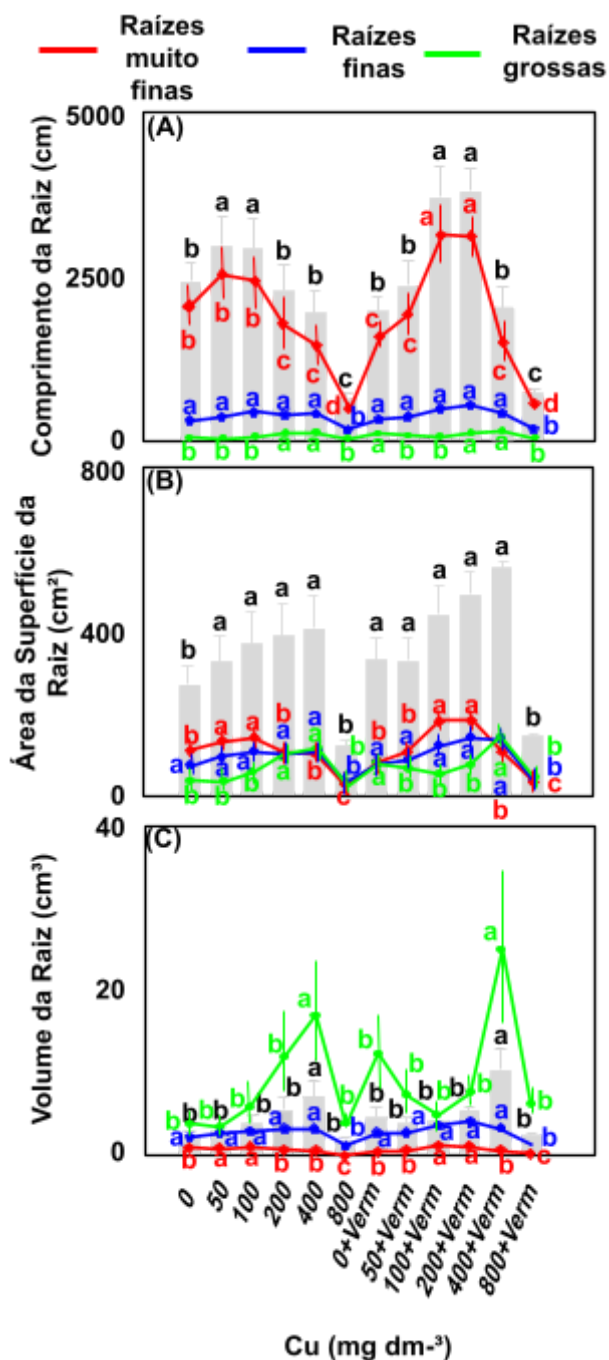 Raízes muito finas
Raízes finas
Raízes grossas
(A)
Comprimento da Raiz (cm)
5000
2500
0
b a a b b c b b a a b c
b b b c c d c c a a c d
a a a a a b a a a a a b
b b b a a b a b b a a b
(B)
Área da Superfície da Raiz (cm²)
800
400
0
b a a a a b a a a a a b
b a a b b c b b a a b c
a a a a a b a a a a a b
b b b a a b a b b b a b
(C)
Volume da Raiz (cm³)
40
20
0
b b b b a b b b b b a b
b b b b a b b b b b a b
a a a a a b a a a a a b
b a a b b c b b a a b c
0
50
100
200
400
800
0+Verm
50+Verm
100+Verm
200+Verm
400+Verm
800+Verm
Cu (mg dm-³)